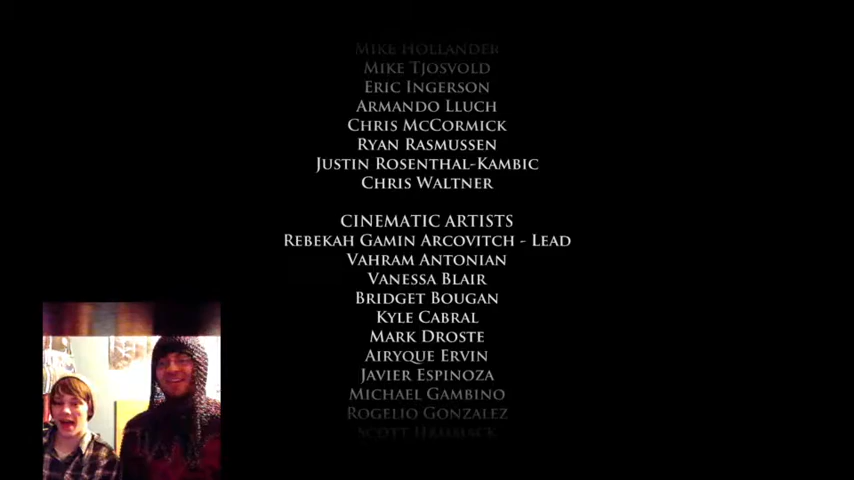 MIKE HOLLANDER
MIKE TJOSVOLD
ERIC INGERSON
ARMANDO LLUCH
CHRIS MCCORMICK
RYAN RASMUSSEN
JUSTIN ROSENTHAL-KAMBIC
CHRIS WALTNER
CINEMATIC ARTISTS
REBEKAH GAMIN ARCOVITCH - LEAD
VAHRAM ANTONIAN
VANESSA BLAIR
BRIDGET BOUGAN
KYLE CABRAL
MARK DROSTE
AIRYQUE ERVIN
JAVIER ESPINOZA
MICHAEL GAMBINO
ROGELIO GONZALEZ
SCOTT